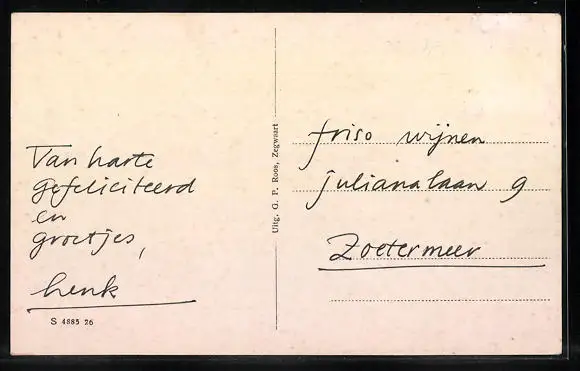 Van harte
gefeliciteerd
en
groetjes,
henk
S 4885 26
Uitg. G. P. Roos, Zegwaart
friso wijnen
julianalaan 9
Zoetermeer